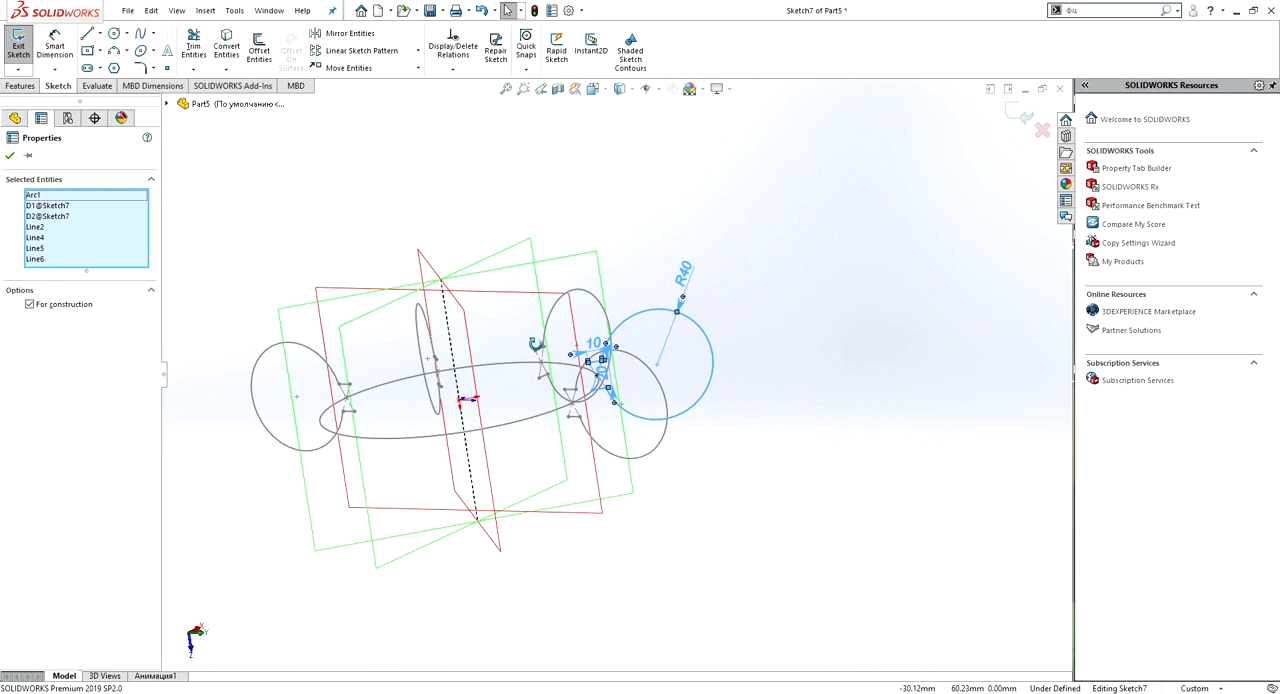 SOLIDWORKS File Edit View Insert Tools Window Help Sketch7 of Part5 * фц ?
Exit Sketch
Smart Dimension
Trim Entities
Convert Entities
Offset Entities
Offset On Surface
Mirror Entities
Linear Sketch Pattern
Move Entities
Display/Delete Relations
Repair Sketch
Quick Snaps
Rapid Sketch
Instant2D
Shaded Sketch Contours
Features Sketch Evaluate MBD Dimensions SOLIDWORKS Add-Ins MBD
Part5 (По умолчанию <...
Properties
Selected Entities
Arc1
D1@Sketch7
D2@Sketch7
Line2
Line4
Line5
Line6
Options
For construction
R40
10
SOLIDWORKS Resources
Welcome to SOLIDWORKS
SOLIDWORKS Tools
Property Tab Builder
SOLIDWORKS Rx
Performance Benchmark Test
Compare My Score
Copy Settings Wizard
My Products
Online Resources
3DEXPERIENCE Marketplace
Partner Solutions
Subscription Services
Subscription Services
Model 3D Views Анимация1
SOLIDWORKS Premium 2019 SP2.0 -30.12mm 60.23mm 0.00mm Under Defined Editing Sketch7 Custom